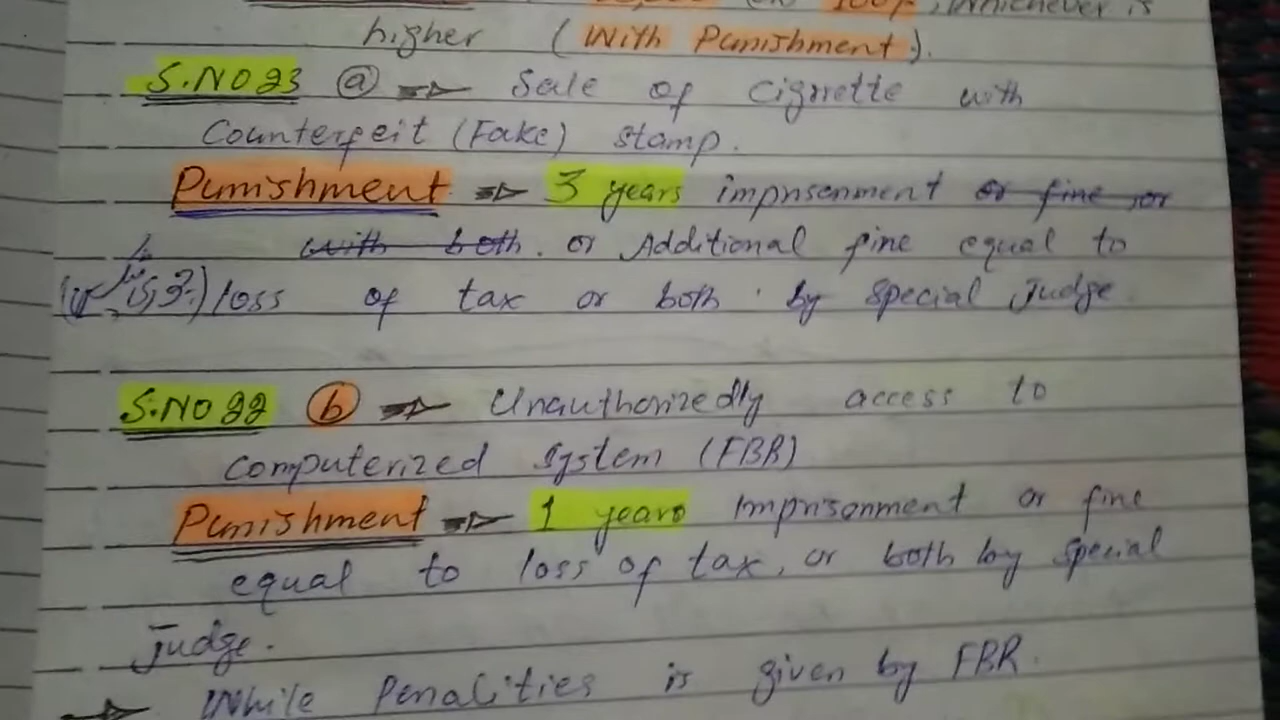 100%, whichever is
higher (With Punishment).
S.NO 23 (a) ⇒ Sale of Cigrette with
Counterfeit (Fake) stamp.
Punishment ⇒ 3 years imprisonment or fine or
with both. or Additional fine equal to
loss of tax or both. by Special Judge
S.NO 22 (b) ⇒ Unauthorizedly access to
computerized system (FBR)
Punishment ⇒ 1 years Imprisonment or fine
equal to loss of tax, or both by Special
Judge.
⇒ While Penalities is given by FBR.